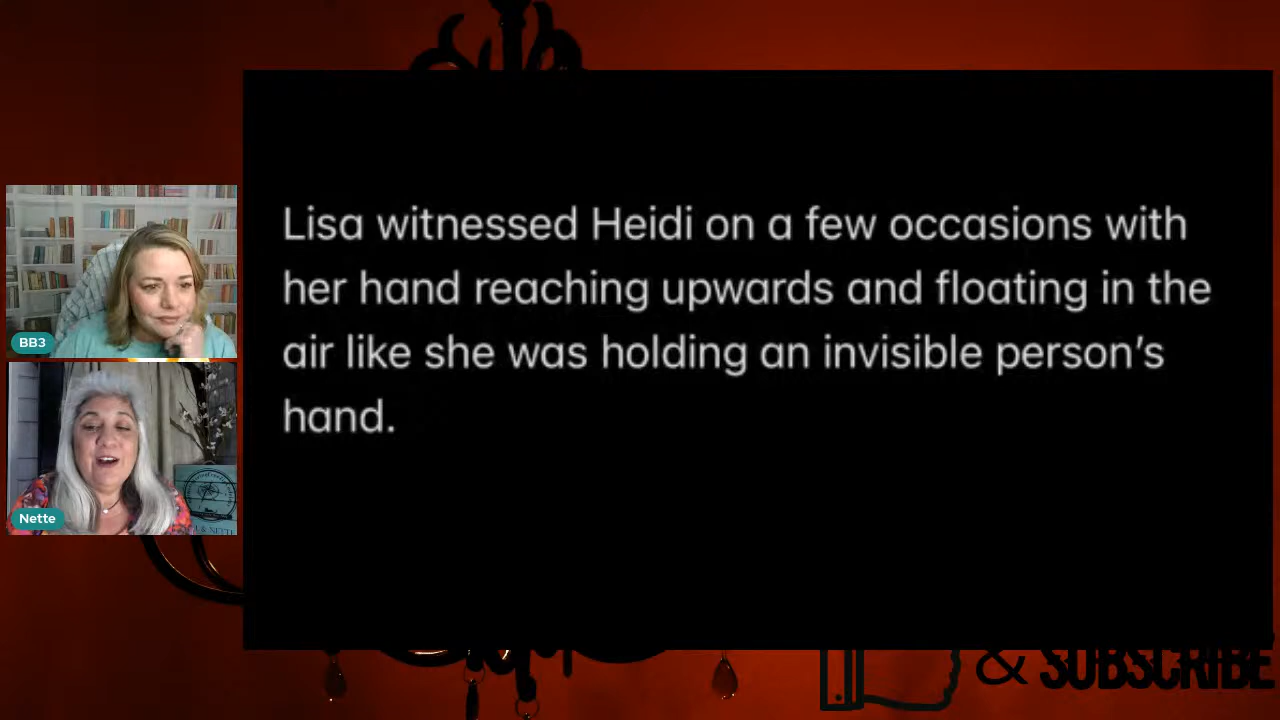 Lisa witnessed Heidi on a few occasions with
her hand reaching upwards and floating in the
air like she was holding an invisible person's
hand.
BB3
Nette
& SUBSCRIBE